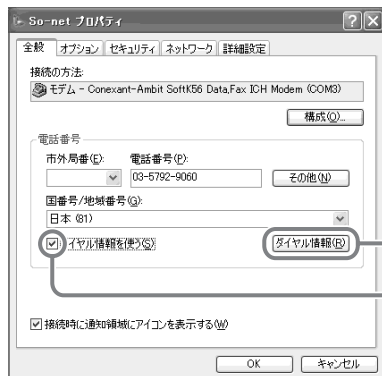 So-net プロパティ
全般 オプション セキュリティ ネットワーク 詳細設定
接続の方法:
モデム - Conexant-Ambit SoftK56 Data,Fax ICH Modem (COM3)
構成(O)...
電話番号
市外局番(E): 電話番号(P):
03-5792-9060 その他(N)
国番号/地域番号(G):
日本 (81)
イヤル情報を使う(S) ダイヤル情報(R)
接続時に通知領域にアイコンを表示する(W)
OK キャンセル